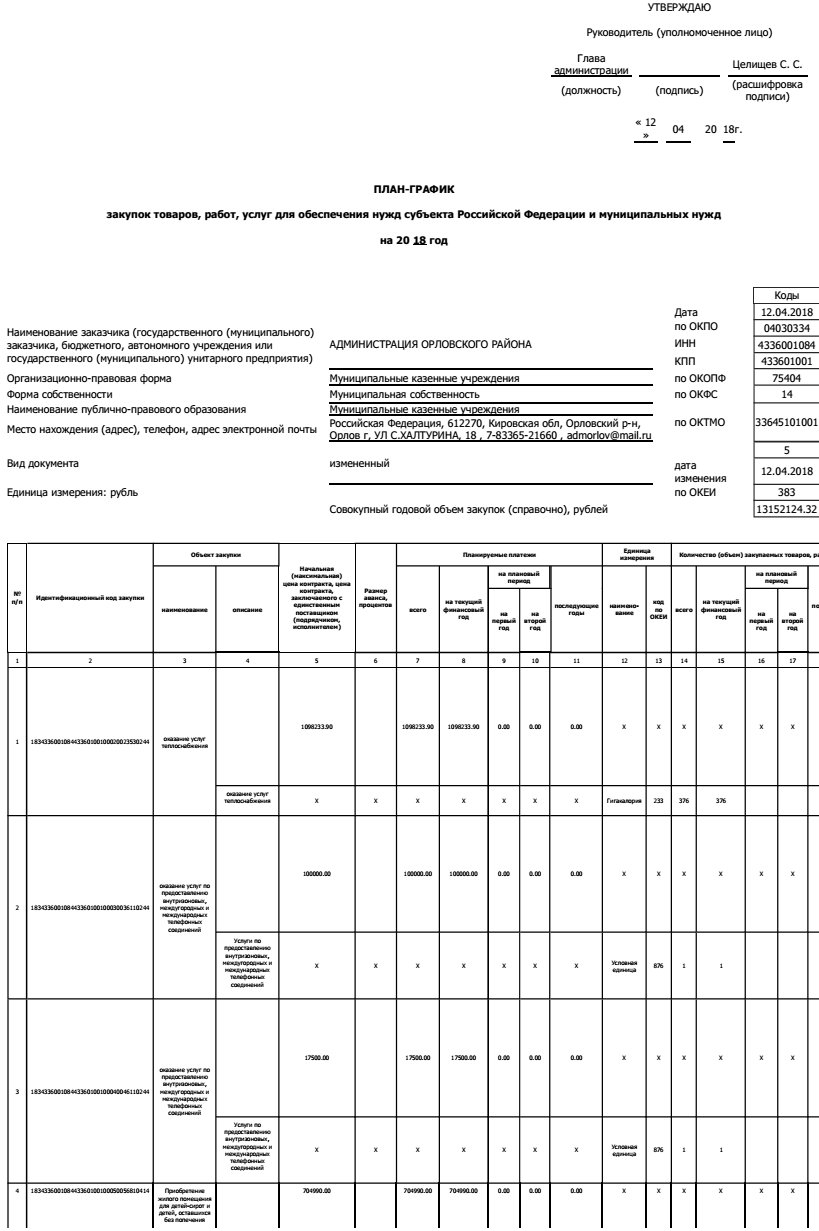 УТВЕРЖДАЮ
Руководитель (уполномоченное лицо)
Глава администрации Целищев С. С.
(должность) (подпись) (расшифровка подписи)
« 12 » 04 20 18г.
ПЛАН-ГРАФИК
закупок товаров, работ, услуг для обеспечения нужд субъекта Российской Федерации и муниципальных нужд
на 20 18 год
Коды
Дата 12.04.2018
Наименование заказчика (государственного (муниципального) заказчика, бюджетного, автономного учреждения или государственного (муниципального) унитарного предприятия) АДМИНИСТРАЦИЯ ОРЛОВСКОГО РАЙОНА
по ОКПО 04030334
ИНН 4336001084
КПП 433601001
Организационно-правовая форма Муниципальные казенные учреждения по ОКОПФ 75404
Форма собственности Муниципальная собственность по ОКФС 14
Наименование публично-правового образования Муниципальные казенные учреждения
Место нахождения (адрес), телефон, адрес электронной почты Российская Федерация, 612270, Кировская обл, Орловский р-н, Орлов г, УЛ С.ХАЛТУРИНА, 18 , 7-83365-21660 , admorlov@mail.ru по ОКТМО 33645101001
5
Вид документа измененный дата изменения 12.04.2018
Единица измерения: рубль по ОКЕИ 383
Совокупный годовой объем закупок (справочно), рублей 13152124.32
№ п/п
Идентификационный код закупки
Объект закупки
наименование
описание
Начальная (максимальная) цена контракта, цена контракта, заключаемого с единственным поставщиком (подрядчиком, исполнителем)
Размер аванса, процентов
Планируемые платежи
всего
на текущий финансовый год
на плановый период
на первый год
на второй год
последующие годы
Единица измерения
наимено-вание
код по ОКЕИ
Количество (объем) закупаемых товаров, ра
всего
на текущий финансовый год
на плановый период
на первый год
на второй год
по
1 2 3 4 5 6 7 8 9 10 11 12 13 14 15 16 17
1 183433600108443360100100020023530244 оказание услуг теплоснабжения 1098233.90 1098233.90 1098233.90 0.00 0.00 0.00 X X X X X X
оказание услуг теплоснабжения X X X X X X X Гигакалория 233 376 376
2 183433600108443360100100030036110244 оказание услуг по предоставлению внутризоновых, междугородных и международных телефонных соединений 100000.00 100000.00 100000.00 0.00 0.00 0.00 X X X X X X
Услуги по предоставлению внутризоновых, междугородных и международных телефонных соединений X X X X X X X Условная единица 876 1 1
3 183433600108443360100100040046110244 оказание услуг по предоставлению внутризоновых, междугородных и международных телефонных соединений 17500.00 17500.00 17500.00 0.00 0.00 0.00 X X X X X X
Услуги по предоставлению внутризоновых, междугородных и международных телефонных соединений X X X X X X X Условная единица 876 1 1
4 183433600108443360100100050056810414 Приобретение жилого помещения для детей-сирот и детей, оставшихся без попечения 704990.00 704990.00 704990.00 0.00 0.00 0.00 X X X X X X